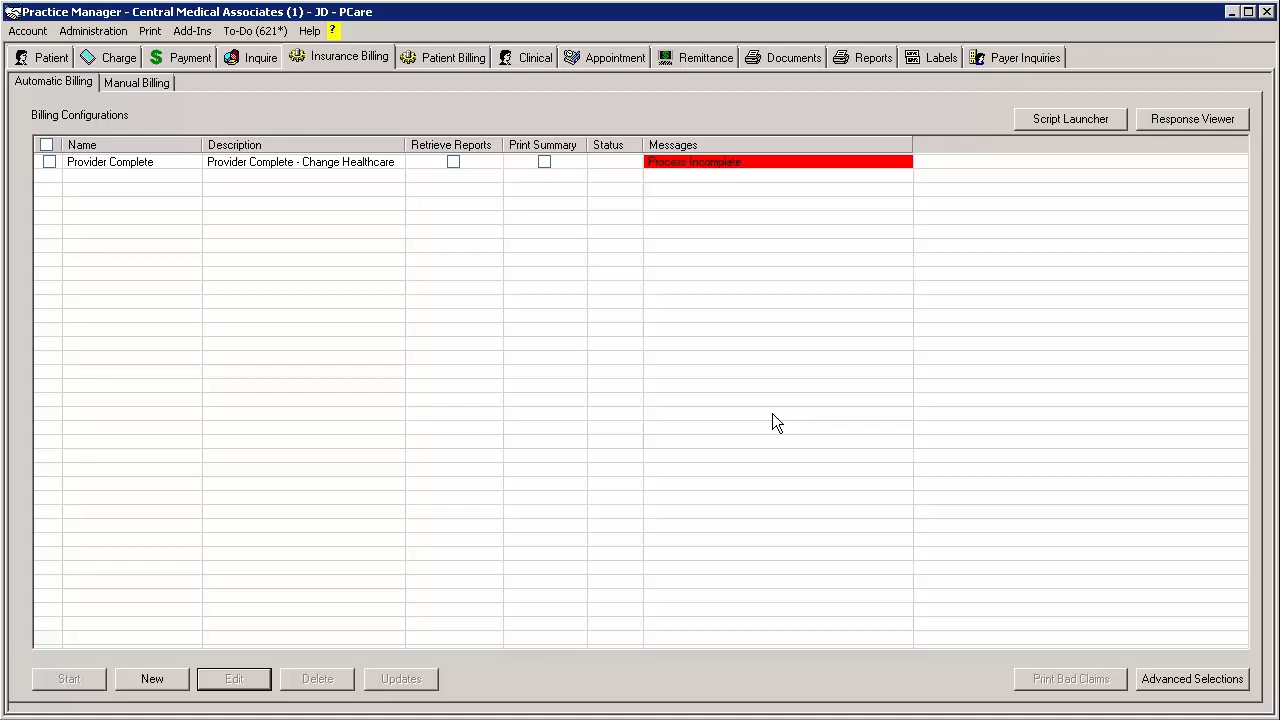 Practice Manager - Central Medical Associates (1) - JD - PCare
Account Administration Print Add-Ins To-Do (621*) Help ?
Patient Charge Payment Inquire Insurance Billing Patient Billing Clinical Appointment Remittance Documents Reports Labels Payer Inquiries
Automatic Billing Manual Billing
Billing Configurations Script Launcher Response Viewer
Name Description Retrieve Reports Print Summary Status Messages
Provider Complete Provider Complete - Change Healthcare Process Incomplete
Start New Edit Delete Updates Print Bad Claims Advanced Selections